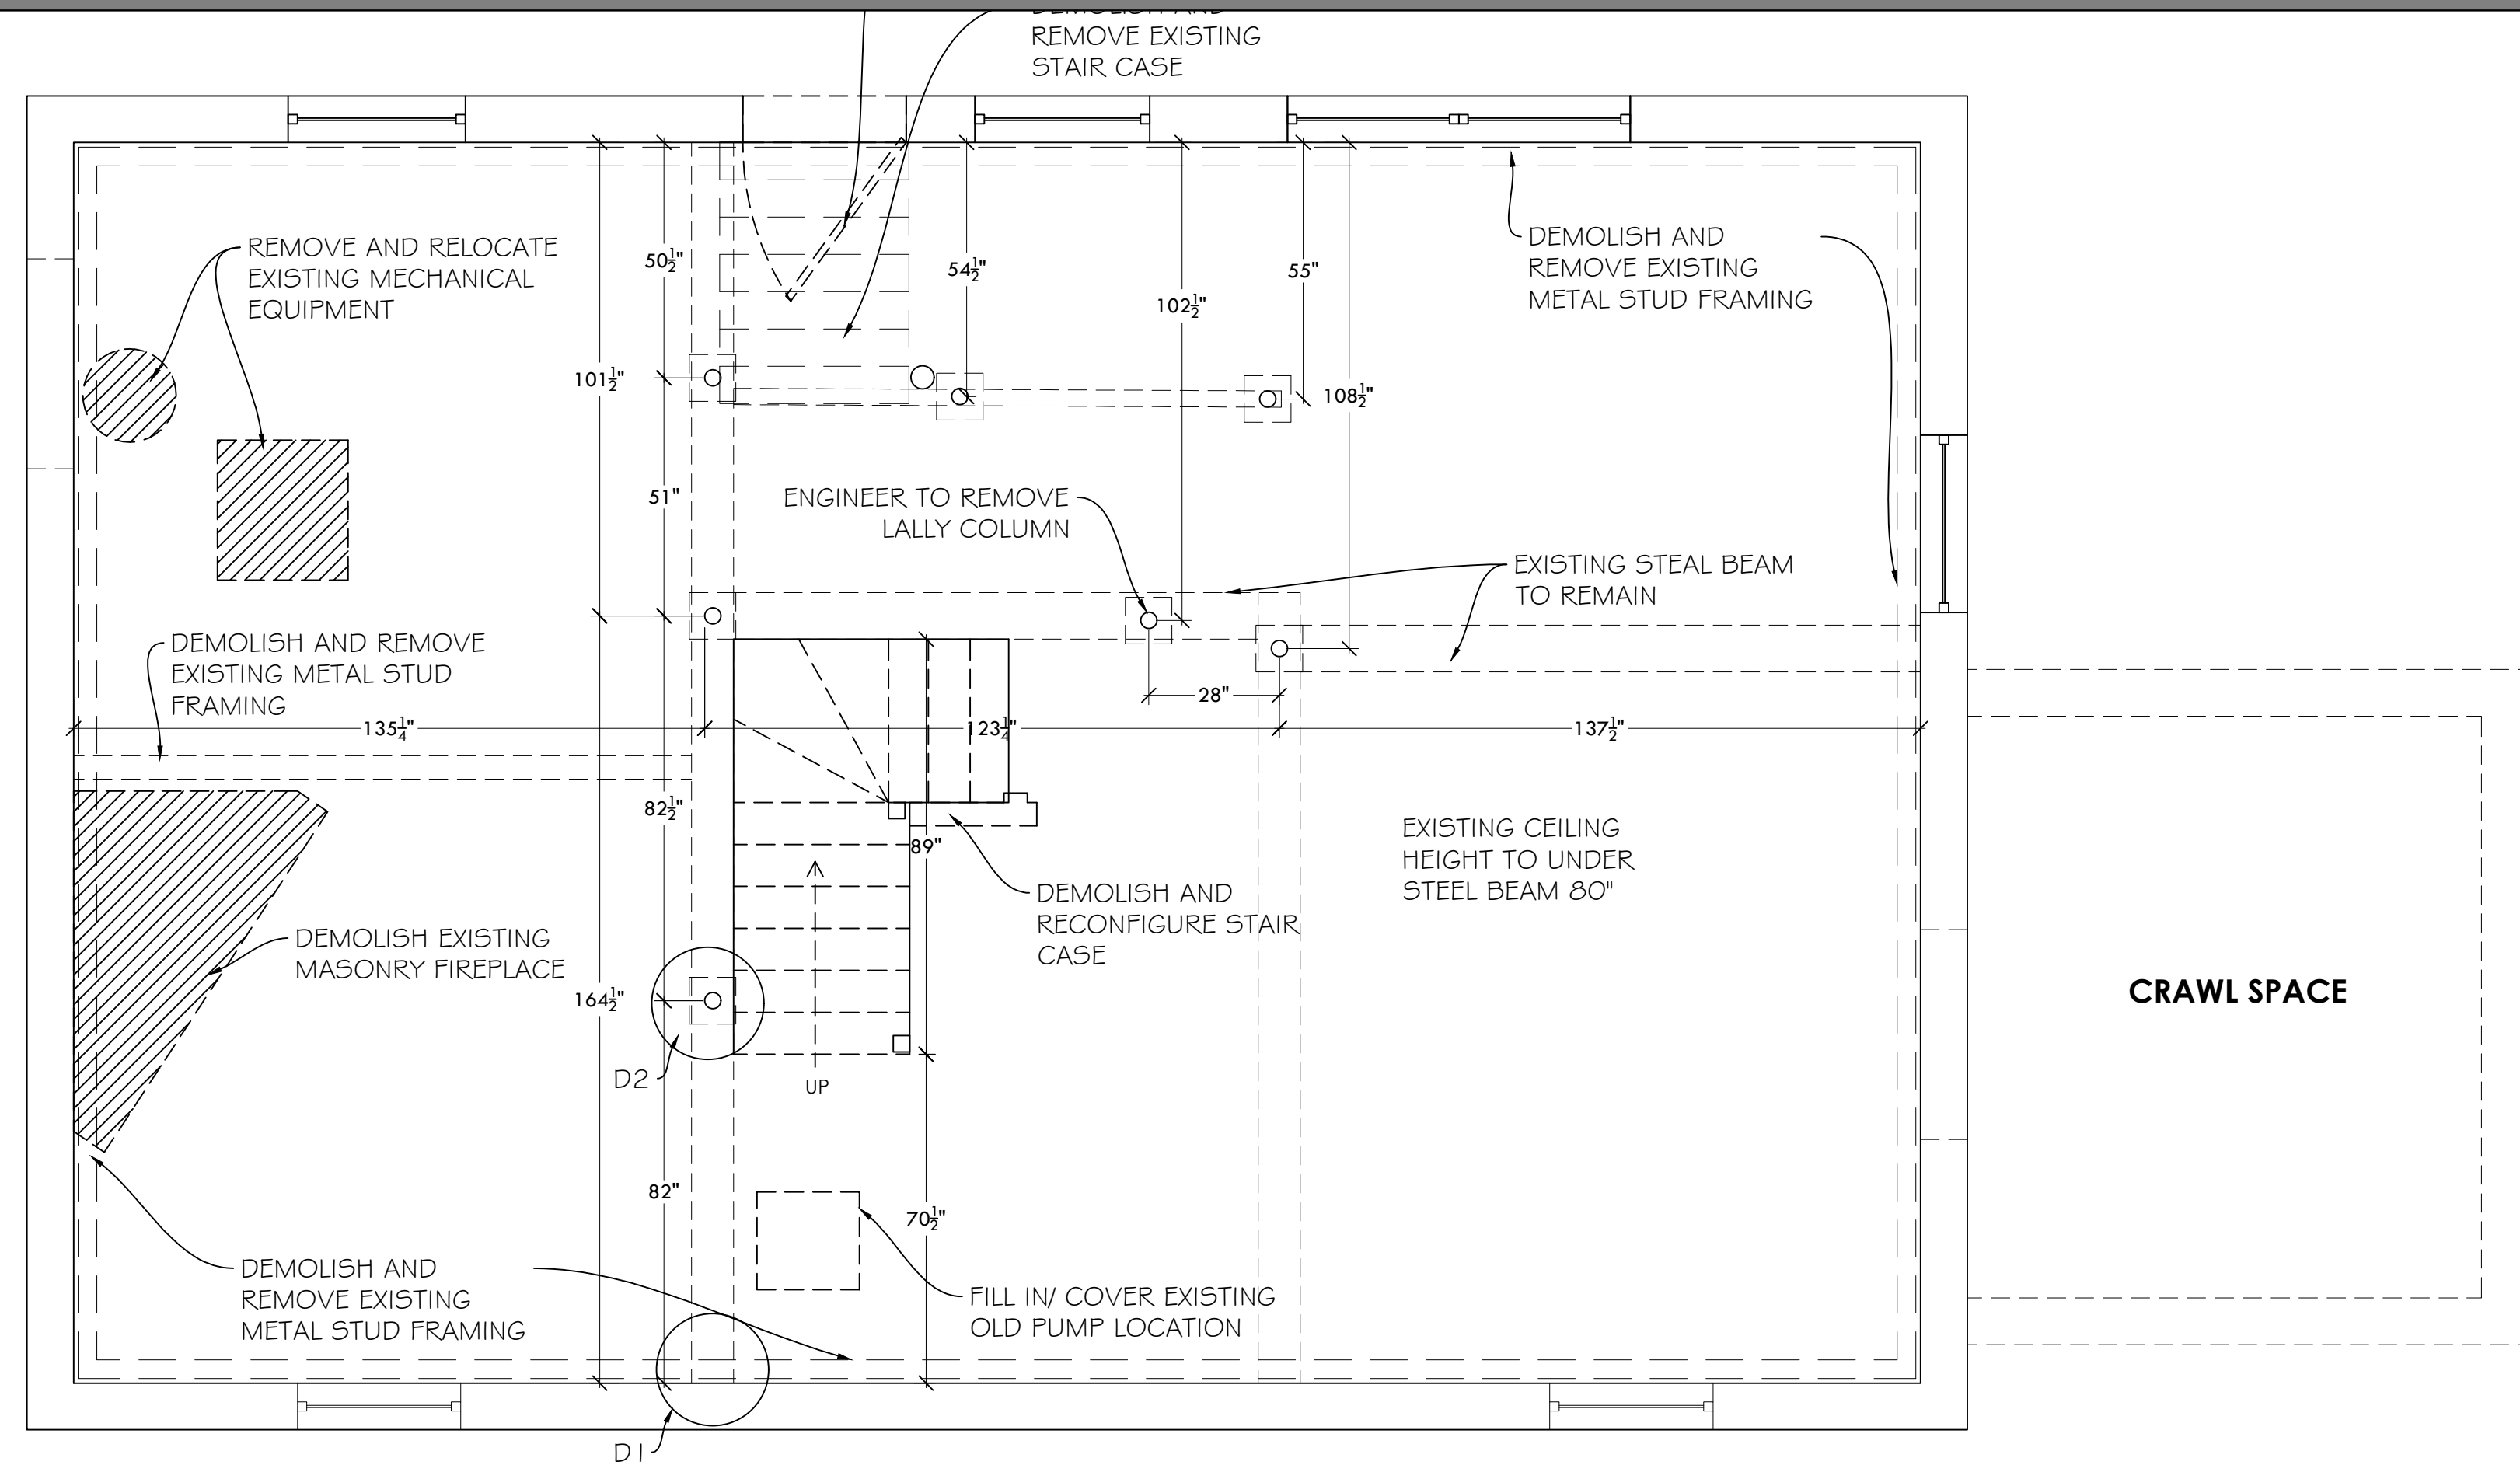 DEMOLISH AND
REMOVE EXISTING
STAIR CASE
REMOVE AND RELOCATE
EXISTING MECHANICAL
EQUIPMENT
50½"
54½"
55"
102½"
DEMOLISH AND
REMOVE EXISTING
METAL STUD FRAMING
101½"
108½"
51"
ENGINEER TO REMOVE
LALLY COLUMN
EXISTING STEAL BEAM
TO REMAIN
DEMOLISH AND REMOVE
EXISTING METAL STUD
FRAMING
28"
135¼"
123¼"
137½"
82½"
89"
EXISTING CEILING
HEIGHT TO UNDER
STEEL BEAM 80"
DEMOLISH AND
RECONFIGURE STAIR
CASE
DEMOLISH EXISTING
MASONRY FIREPLACE
164½"
CRAWL SPACE
D2
UP
82"
70½"
DEMOLISH AND
REMOVE EXISTING
METAL STUD FRAMING
FILL IN/ COVER EXISTING
OLD PUMP LOCATION
D1